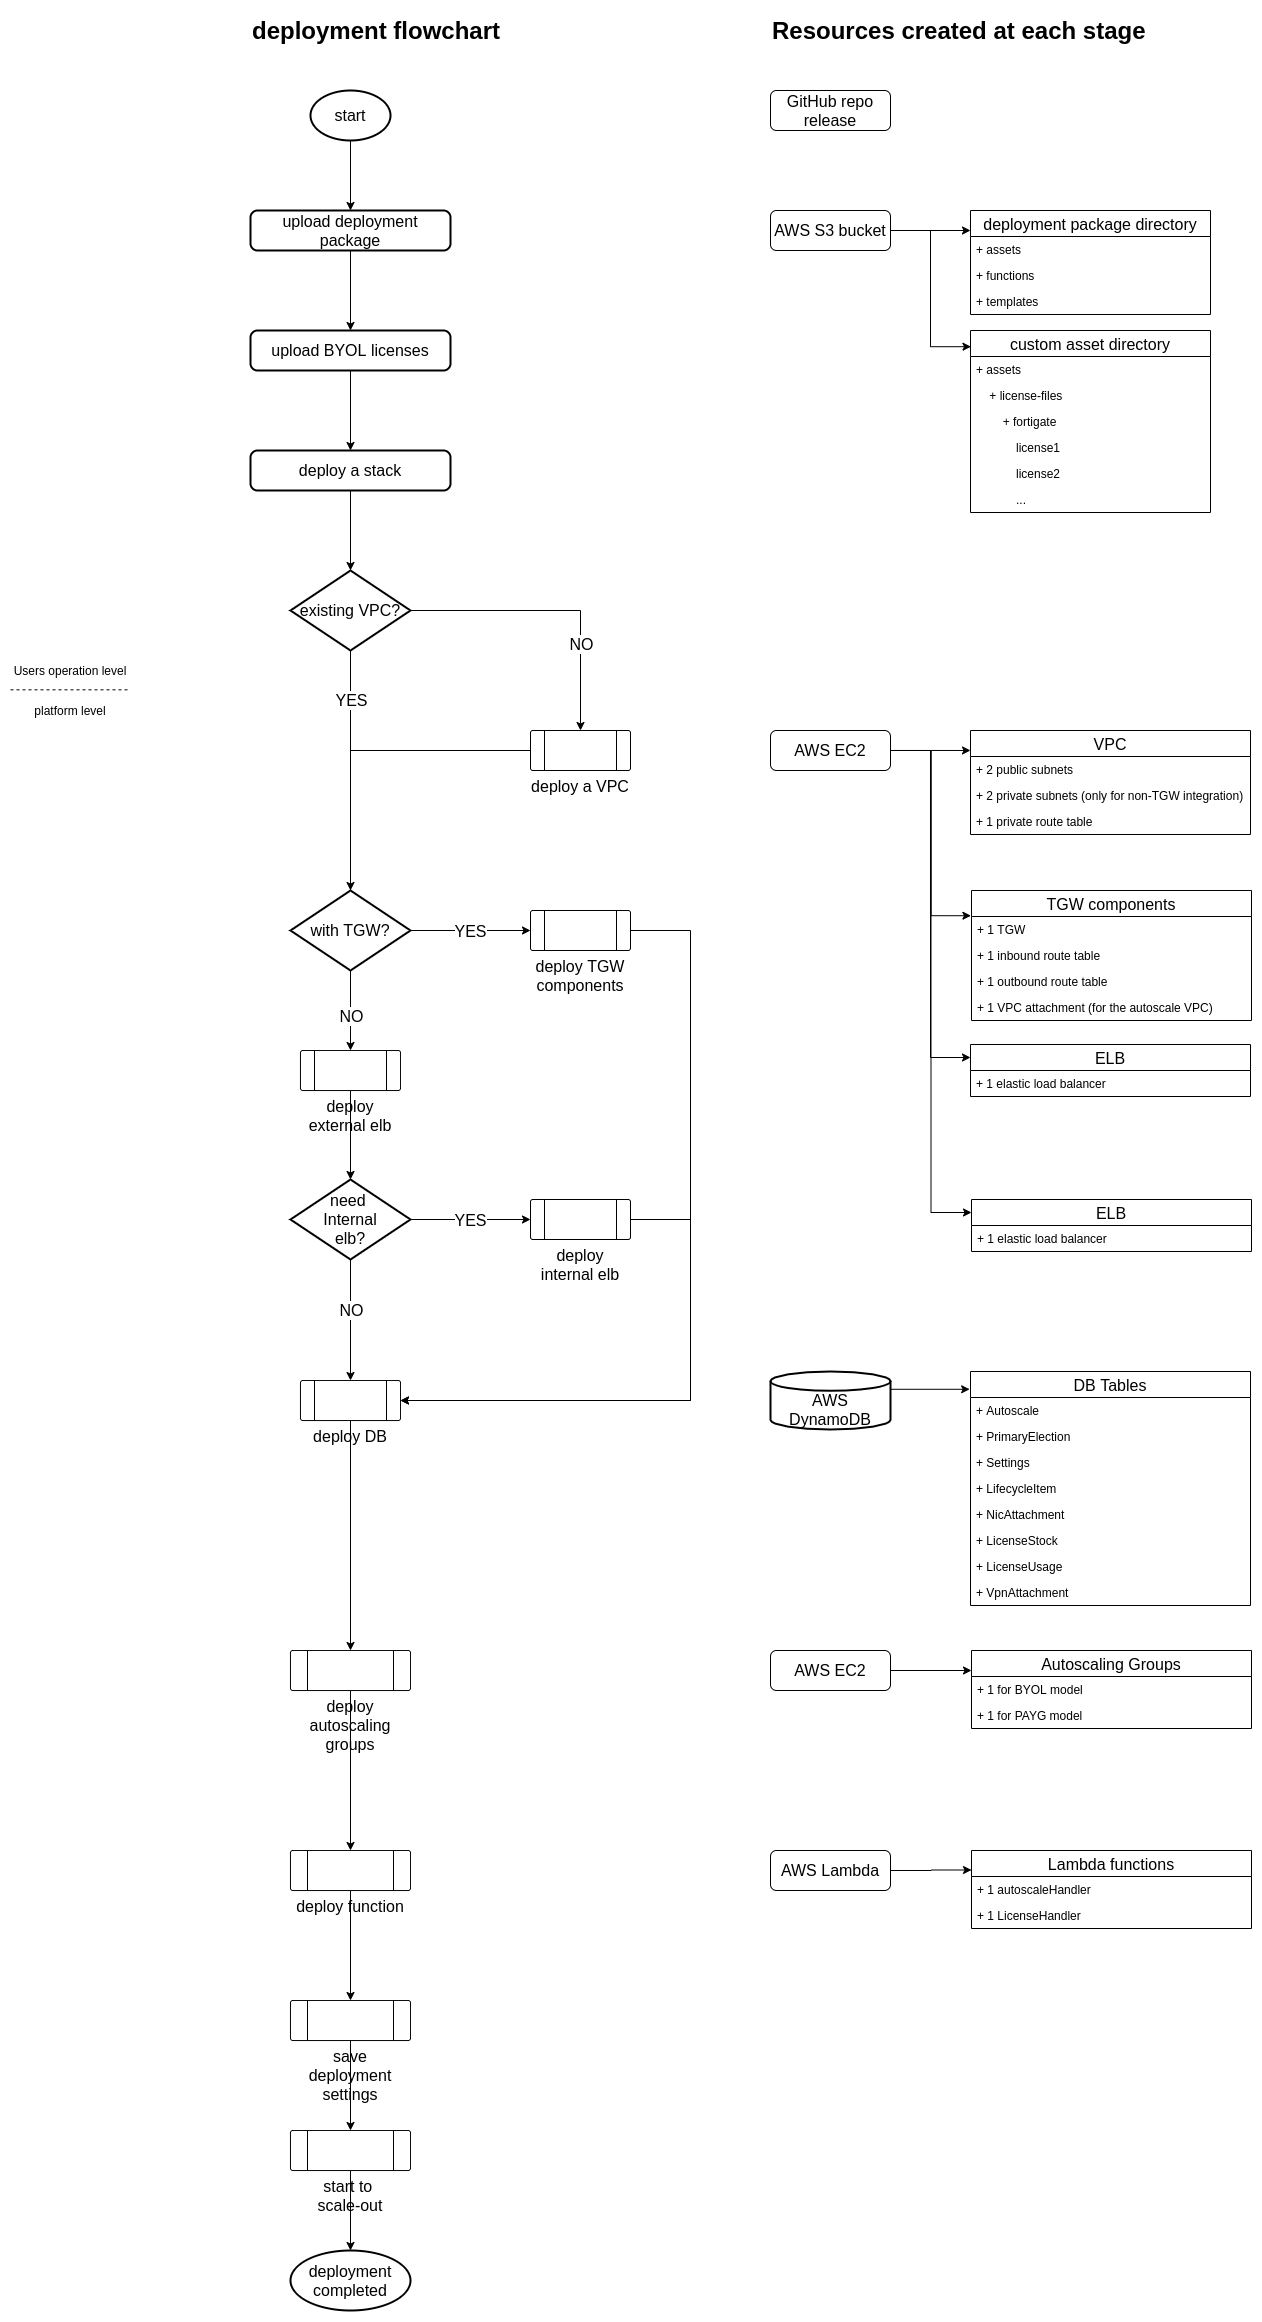 deployment flowchart
Resources created at each stage
start
GitHub repo
release
upload deployment
package
AWS S3 bucket
deployment package directory
+ assets
+ functions
+ templates
upload BYOL licenses
custom asset directory
+ assets
+ license-files
+ fortigate
license1
license2
...
deploy a stack
existing VPC?
NO
YES
Users operation level
platform level
deploy a VPC
AWS EC2
VPC
+ 2 public subnets
+ 2 private subnets (only for non-TGW integration)
+ 1 private route table
with TGW?
YES
deploy TGW
components
TGW components
+ 1 TGW
+ 1 inbound route table
+ 1 outbound route table
+ 1 VPC attachment (for the autoscale VPC)
NO
deploy
external elb
ELB
+ 1 elastic load balancer
need
Internal
elb?
YES
deploy
internal elb
ELB
+ 1 elastic load balancer
NO
deploy DB
AWS
DynamoDB
DB Tables
+ Autoscale
+ PrimaryElection
+ Settings
+ LifecycleItem
+ NicAttachment
+ LicenseStock
+ LicenseUsage
+ VpnAttachment
deploy
autoscaling
groups
AWS EC2
Autoscaling Groups
+ 1 for BYOL model
+ 1 for PAYG model
deploy function
AWS Lambda
Lambda functions
+ 1 autoscaleHandler
+ 1 LicenseHandler
save
deployment
settings
start to
scale-out
deployment
completed